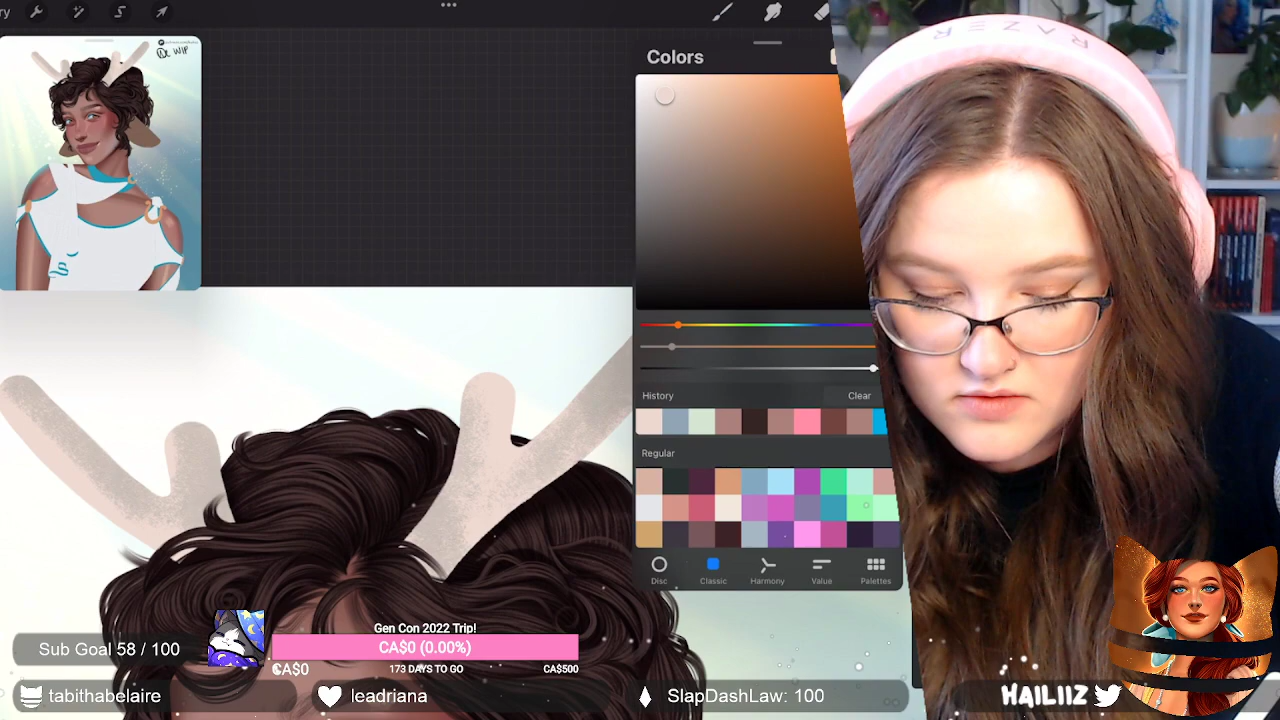 ry
WIP
Colors
RAZER
History
Clear
Regular
Disc
Classic
Harmony
Value
Palettes
Gen Con 2022 Trip!
CA$0 (0.00%)
CA$0
173 DAYS TO GO
CA$500
Sub Goal 58 / 100
tabithabelaire
leadriana
SlapDashLaw: 100
HAILIIZ